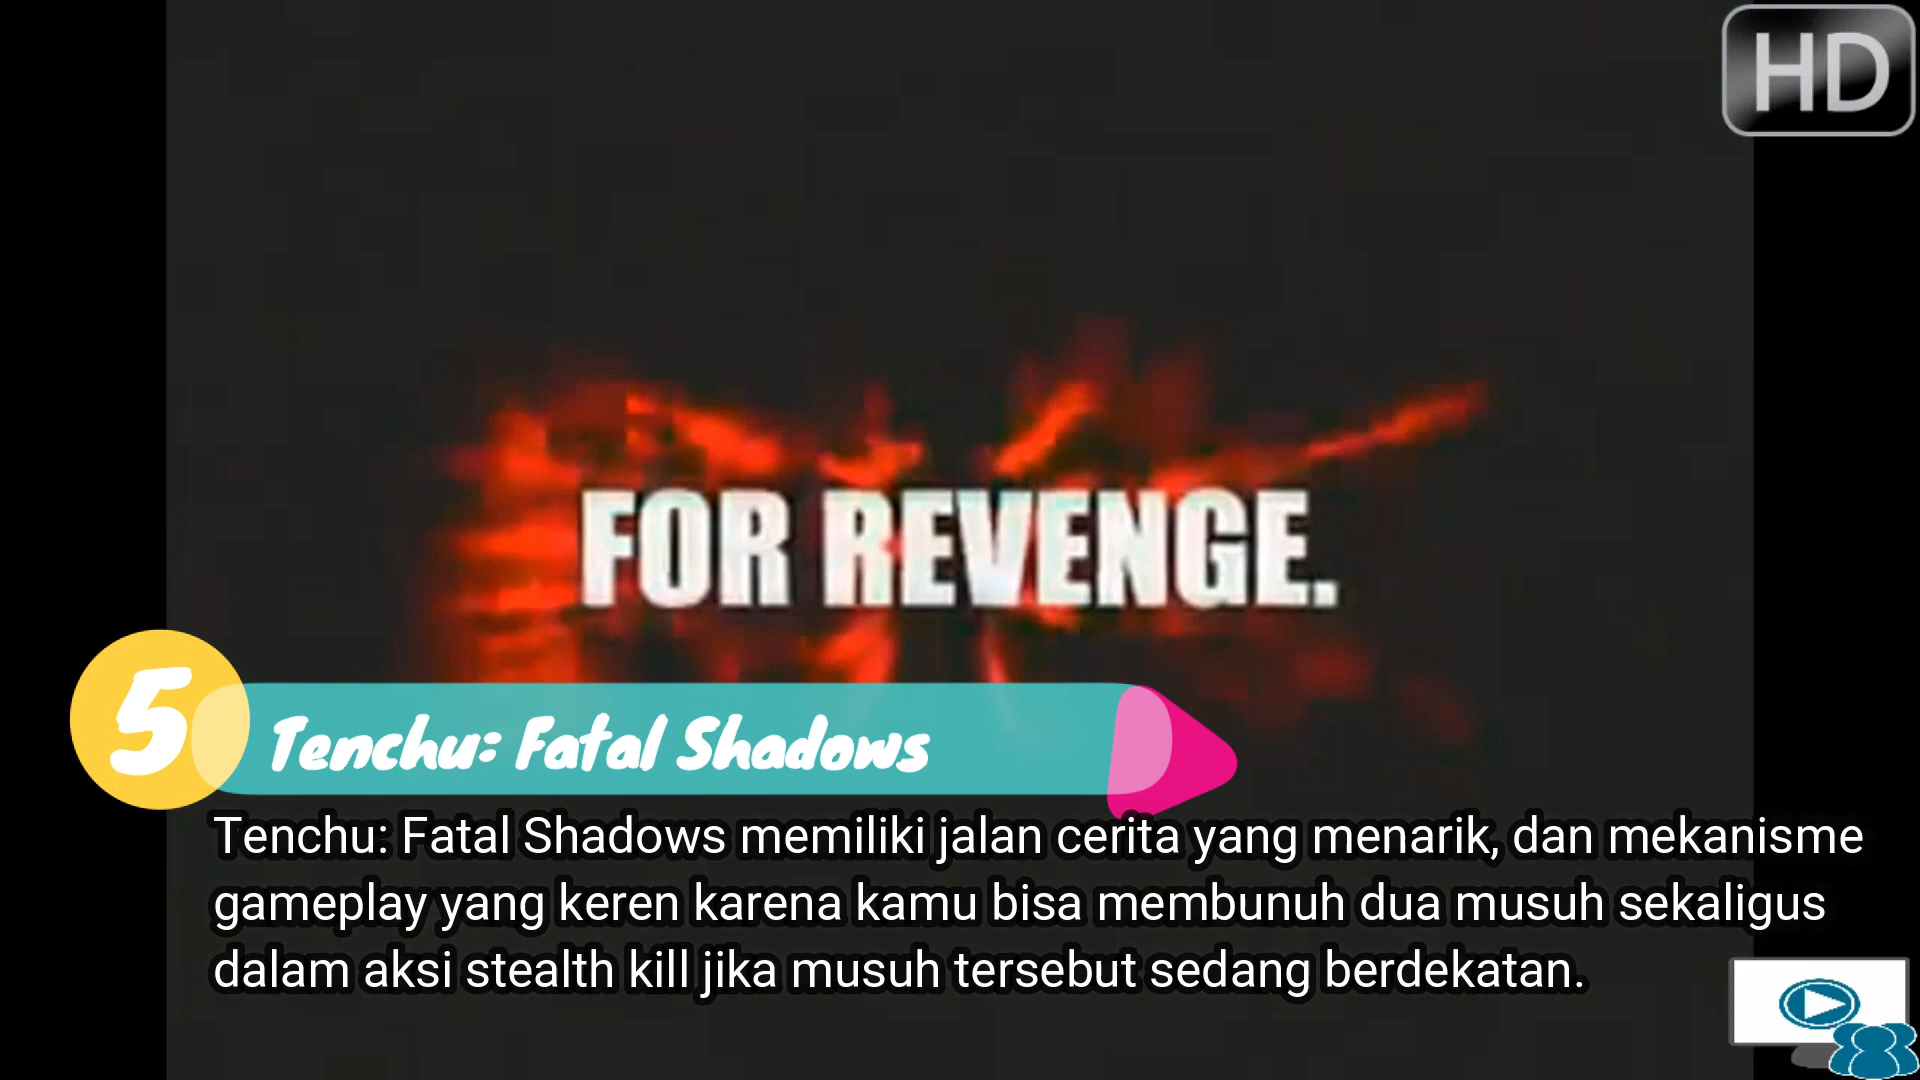 HD
FOR REVENGE.
5
Tenchu: Fatal Shadows
Tenchu: Fatal Shadows memiliki jalan cerita yang menarik, dan mekanisme
gameplay yang keren karena kamu bisa membunuh dua musuh sekaligus
dalam aksi stealth kill jika musuh tersebut sedang berdekatan.